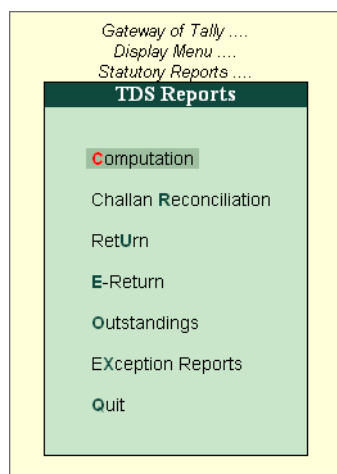 Gateway of Tally ....
Display Menu ....
Statutory Reports ....
TDS Reports
Computation
Challan Reconciliation
RetUrn
E-Return
Outstandings
EXception Reports
Quit